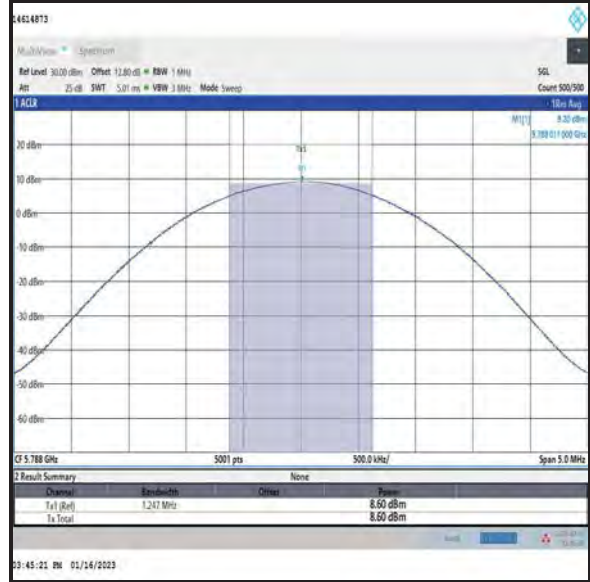 14614873
MultiView Spectrum
Ref Level 30.00 dBm Offset 12.80 dB RBW 1 MHz SGL
Att 25 dB SWT 5.01 ms VBW 3 MHz Mode Sweep Count 500/500
1 ACLR
M1[1] 9.20 dBm
5.788 011 000 GHz
20 dBm
Tx1
M1
10 dBm
0 dBm
-10 dBm
-20 dBm
-30 dBm
-40 dBm
-50 dBm
-60 dBm
CF 5.788 GHz 5001 pts 500.0 kHz/ Span 5.0 MHz
2 Result Summary None
Channel Bandwidth Offset Power
Tx1 (Ref) 1.247 MHz 8.60 dBm
Tx Total 8.60 dBm
03:45:21 PM 01/16/2023